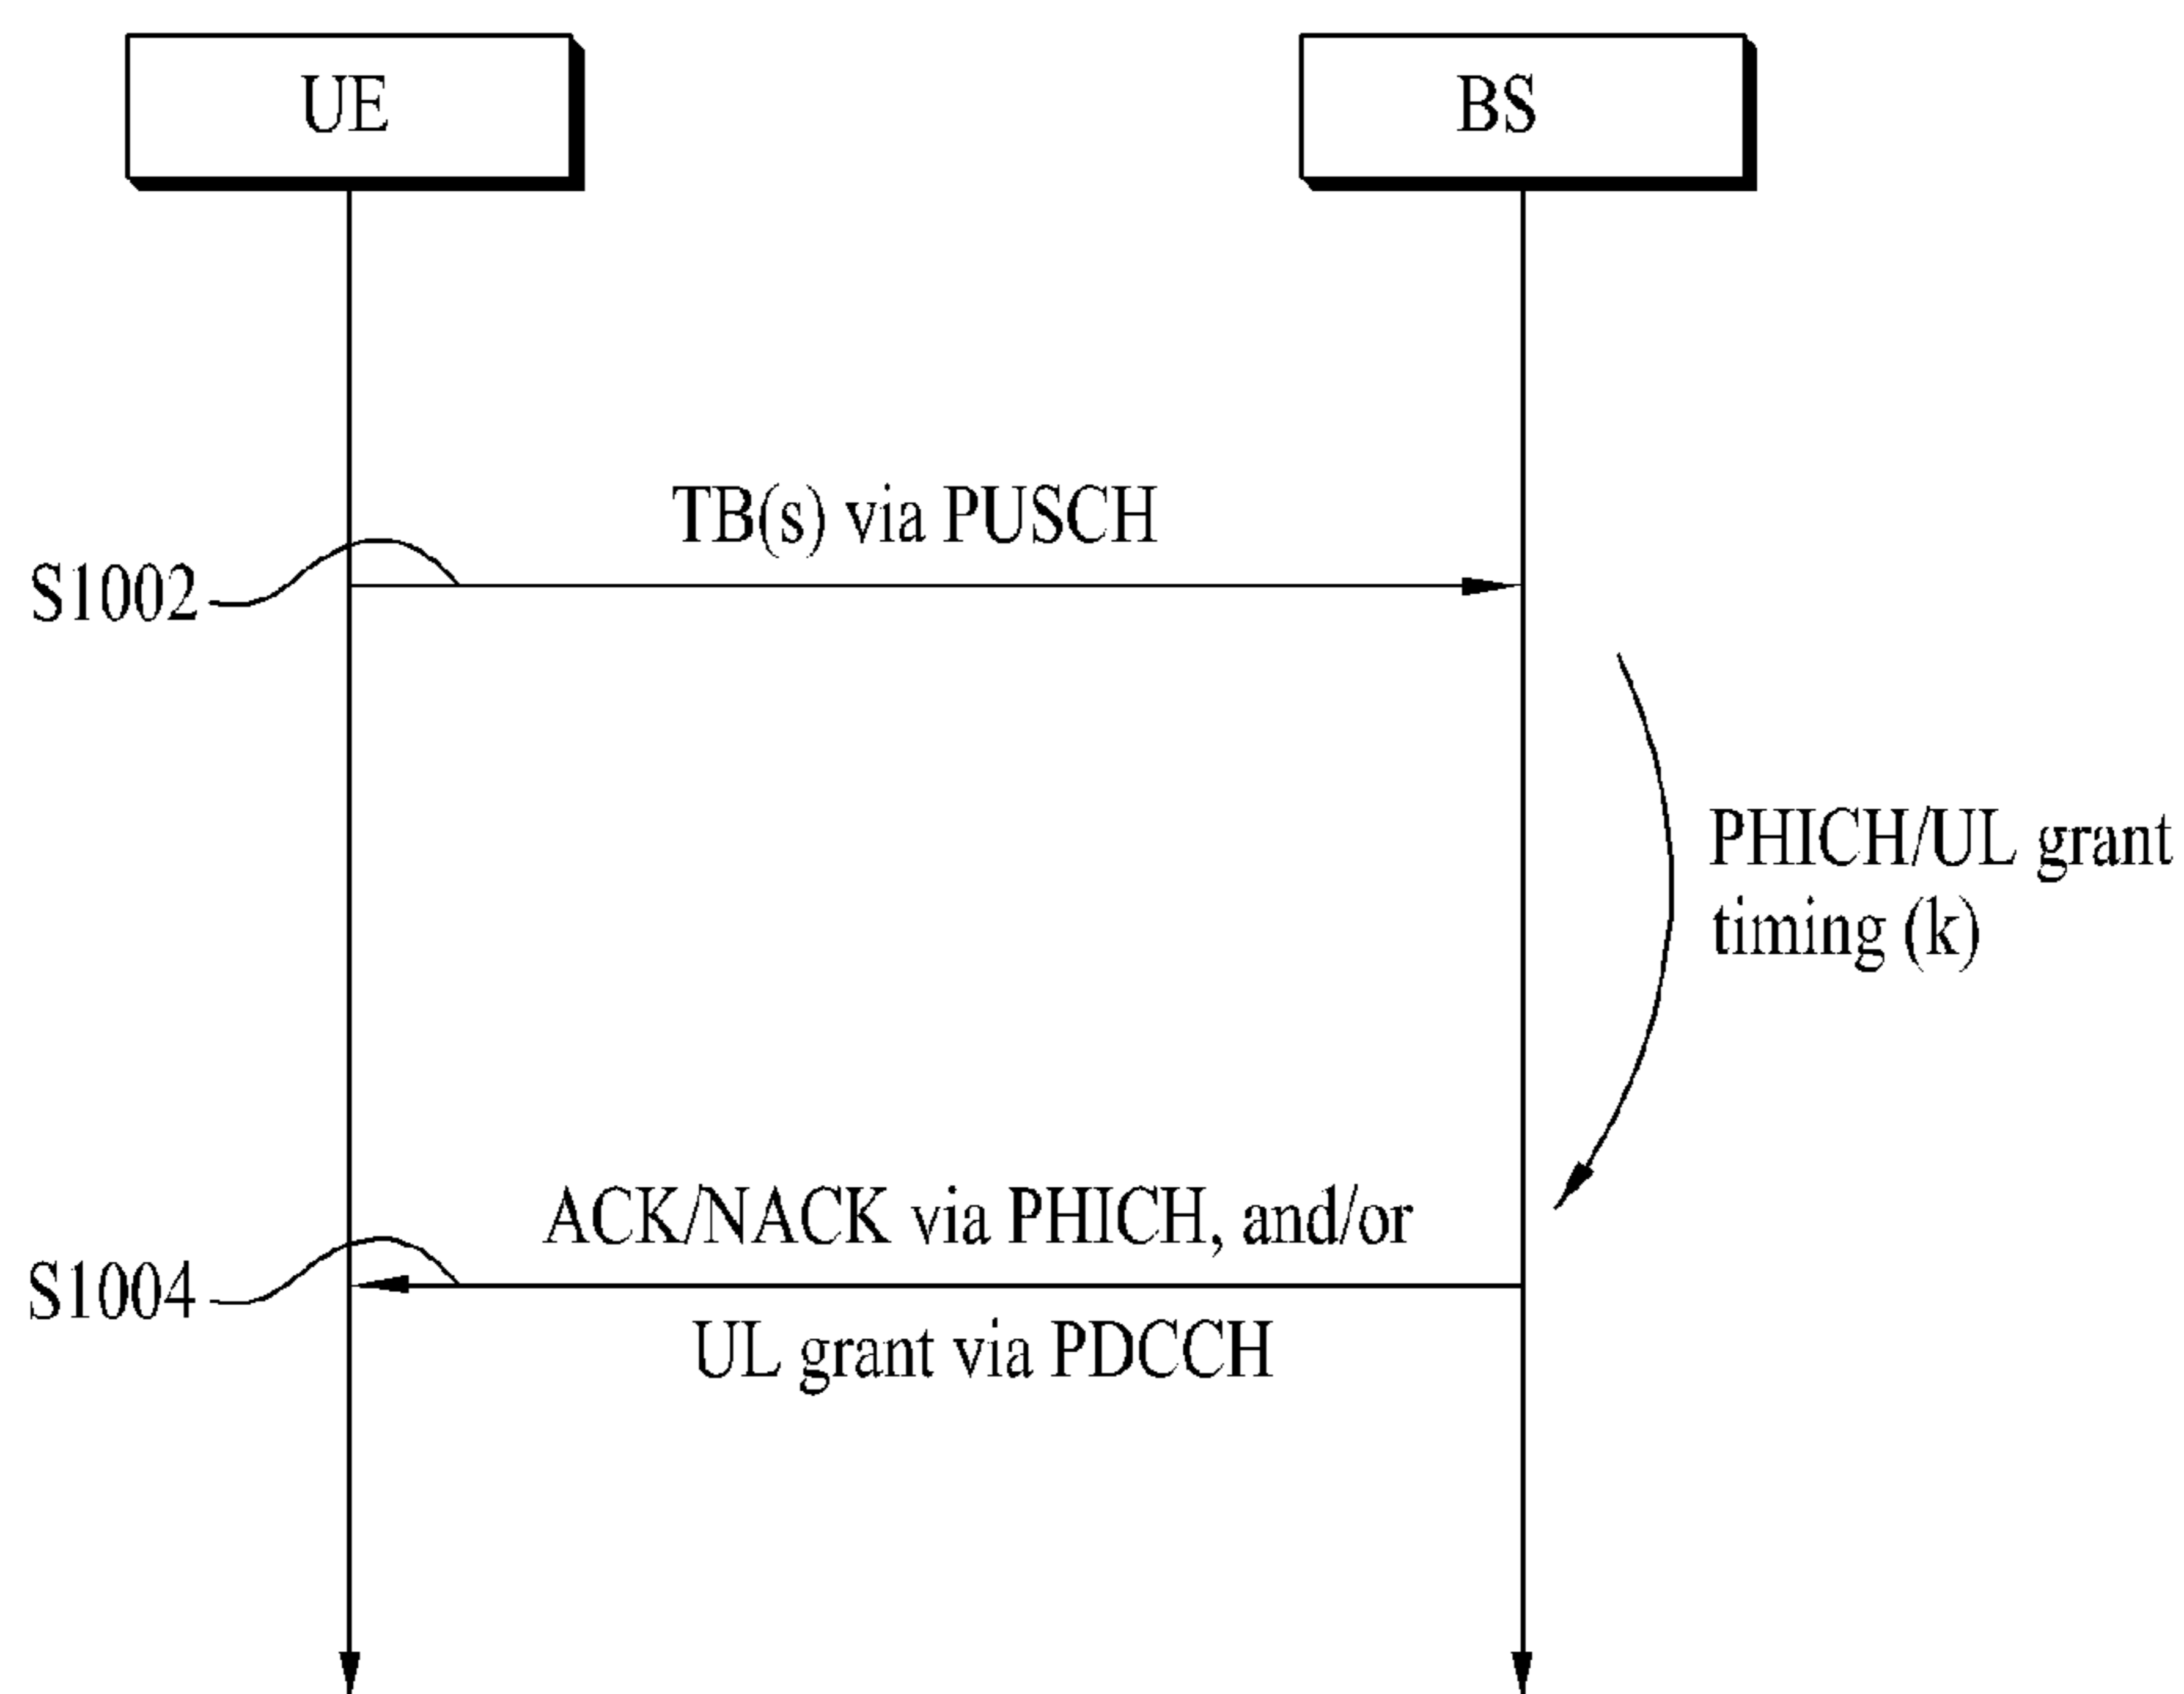 UE
BS
TB(s) via PUSCH
S1002
PHICH/UL grant
timing (k)
ACK/NACK via PHICH, and/or
S1004
UL grant via PDCCH